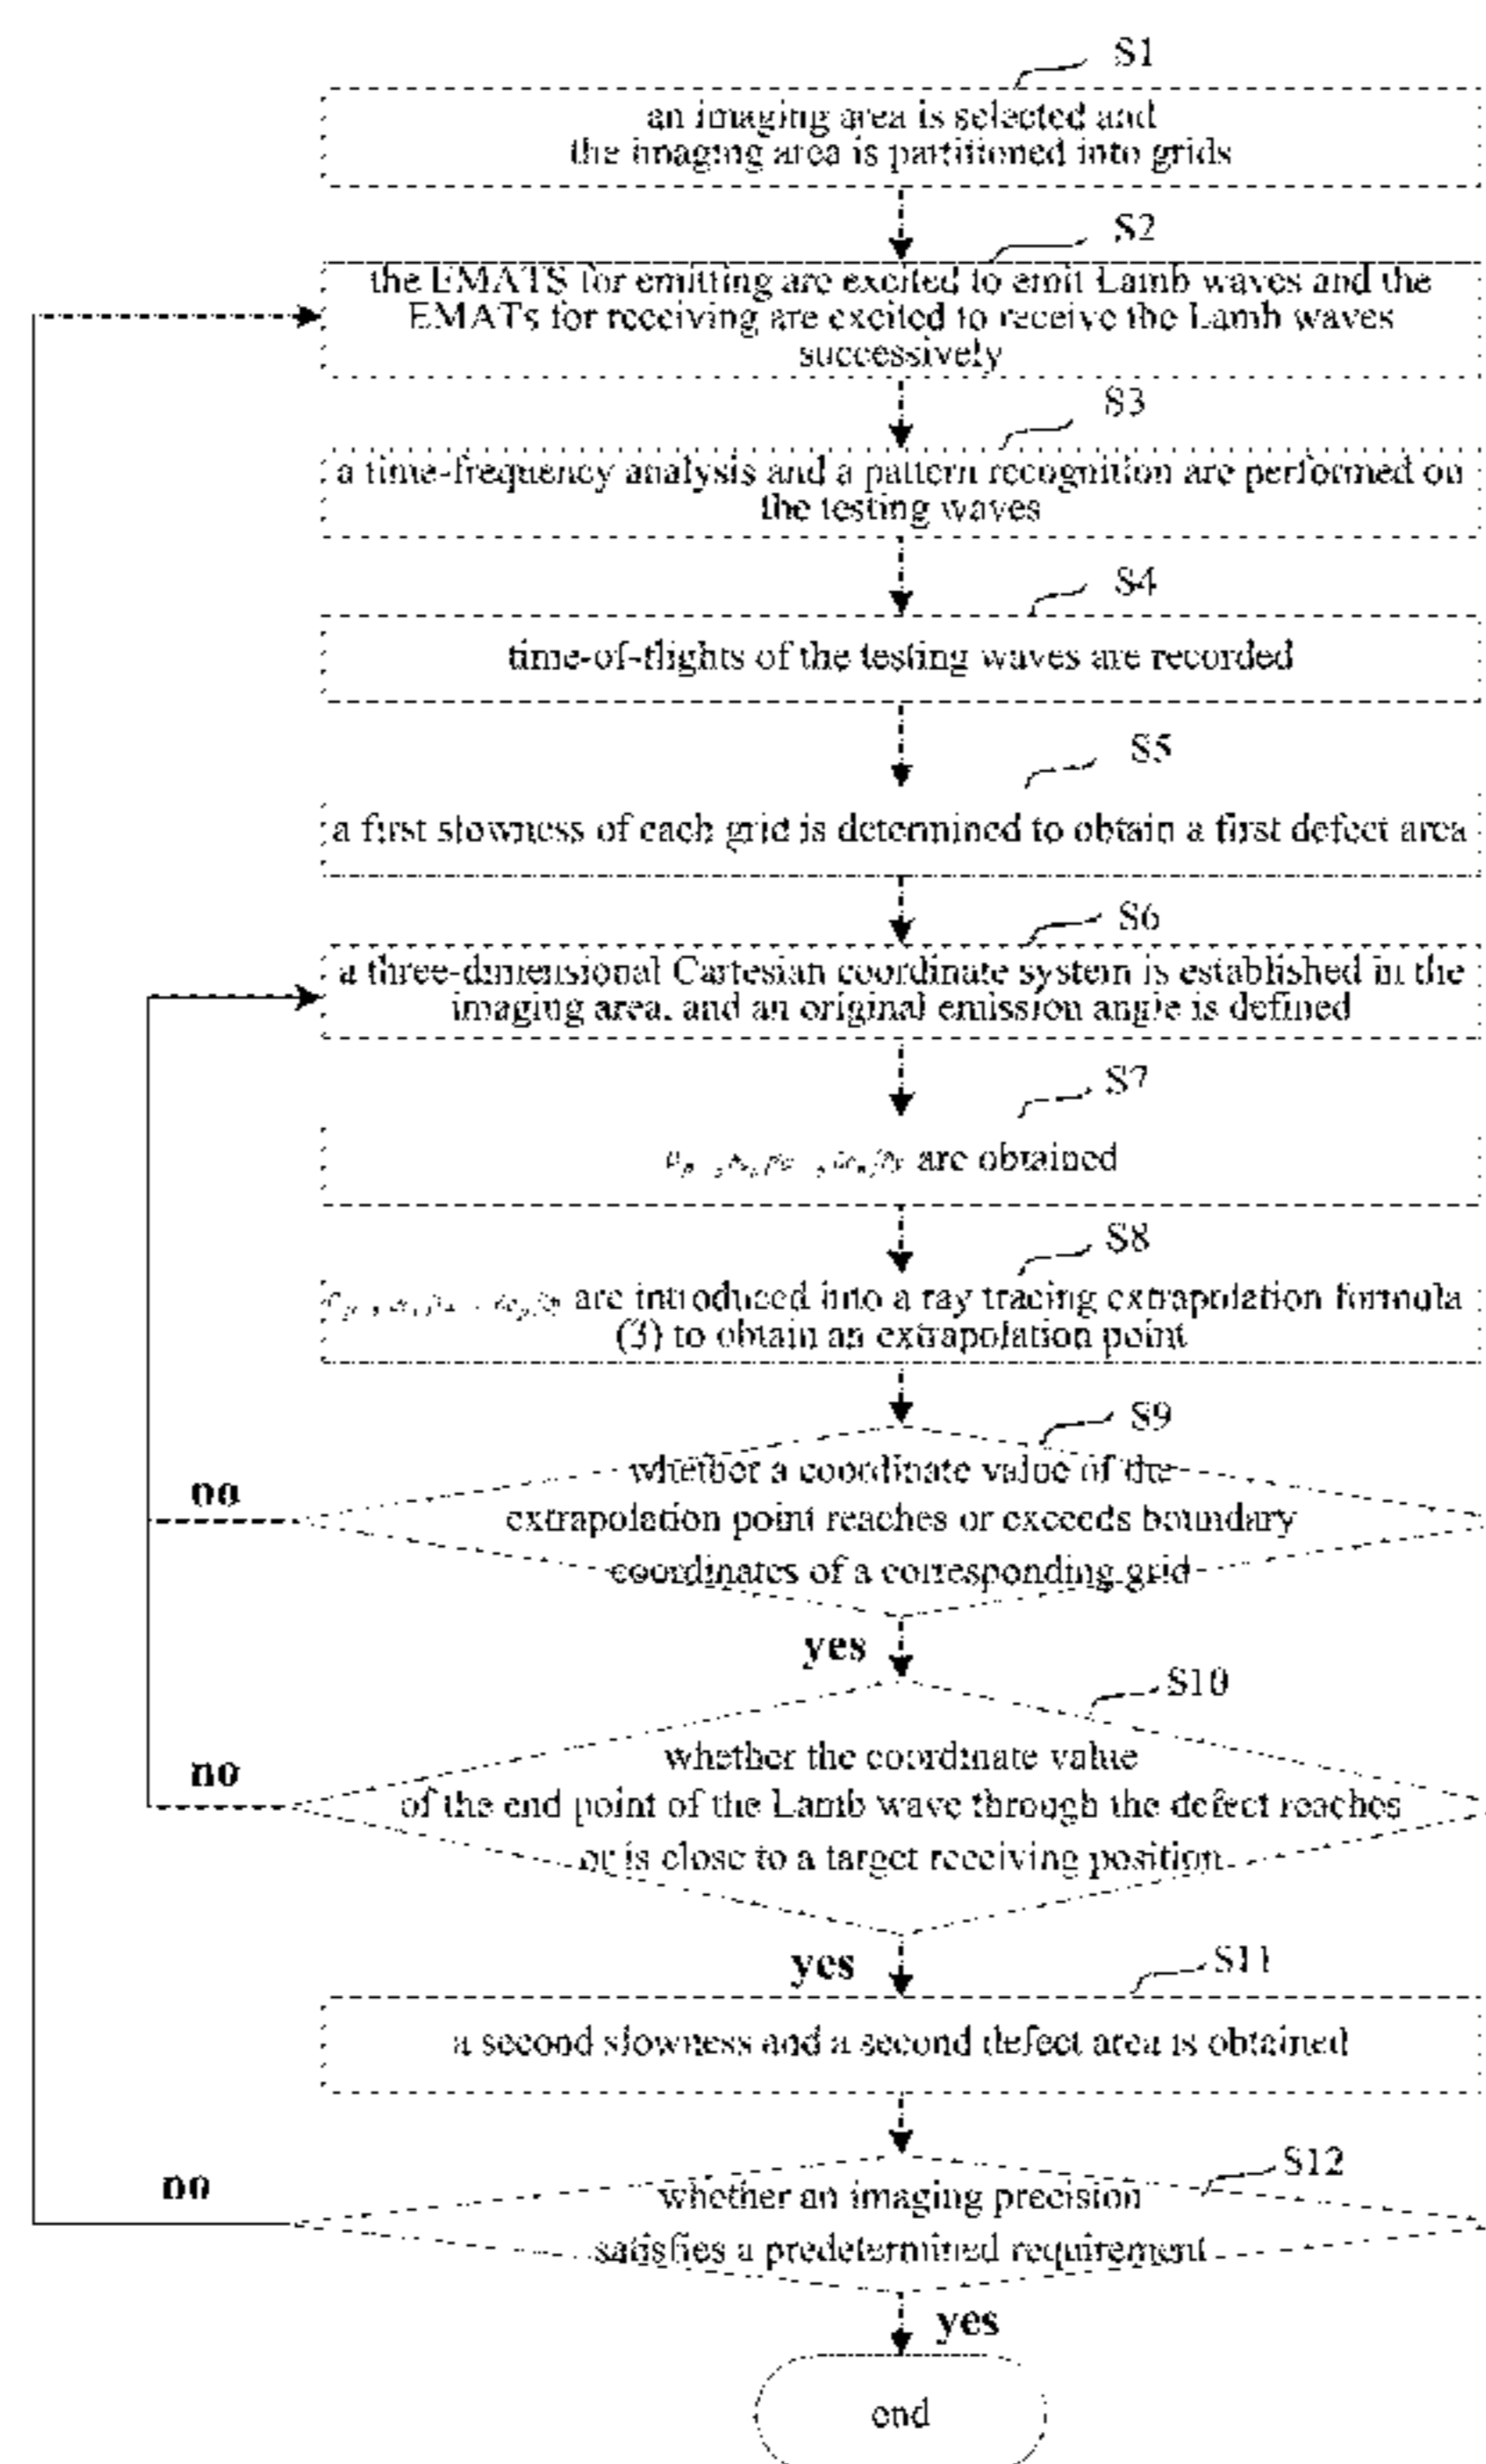 S1
an imaging area is selected and
the imaging area is partitioned into grids
S2
the EMATS for emitting are excited to emit Lamb waves and the
EMATs for receiving are excited to receive the Lamb waves
successively
S3
a time-frequency analysis and a pattern recognition are performed on
the testing waves
S4
time-of-flights of the testing waves are recorded
S5
a first slowness of each grid is determined to obtain a first defect area
S6
a three-dimensional Cartesian coordinate system is established in the
imaging area, and an original emission angle is defined
S7
are obtained
S8
are introduced into a ray tracing extrapolation formula
(3) to obtain an extrapolation point
S9
whether a coordinate value of the
extrapolation point reaches or exceeds boundary
coordinates of a corresponding grid
no
yes
S10
whether the coordinate value
of the end point of the Lamb wave through the defect reaches
or is close to a target receiving position
no
yes
S11
a second slowness and a second defect area is obtained
S12
whether an imaging precision
satisfies a predetermined requirement
no
yes
end